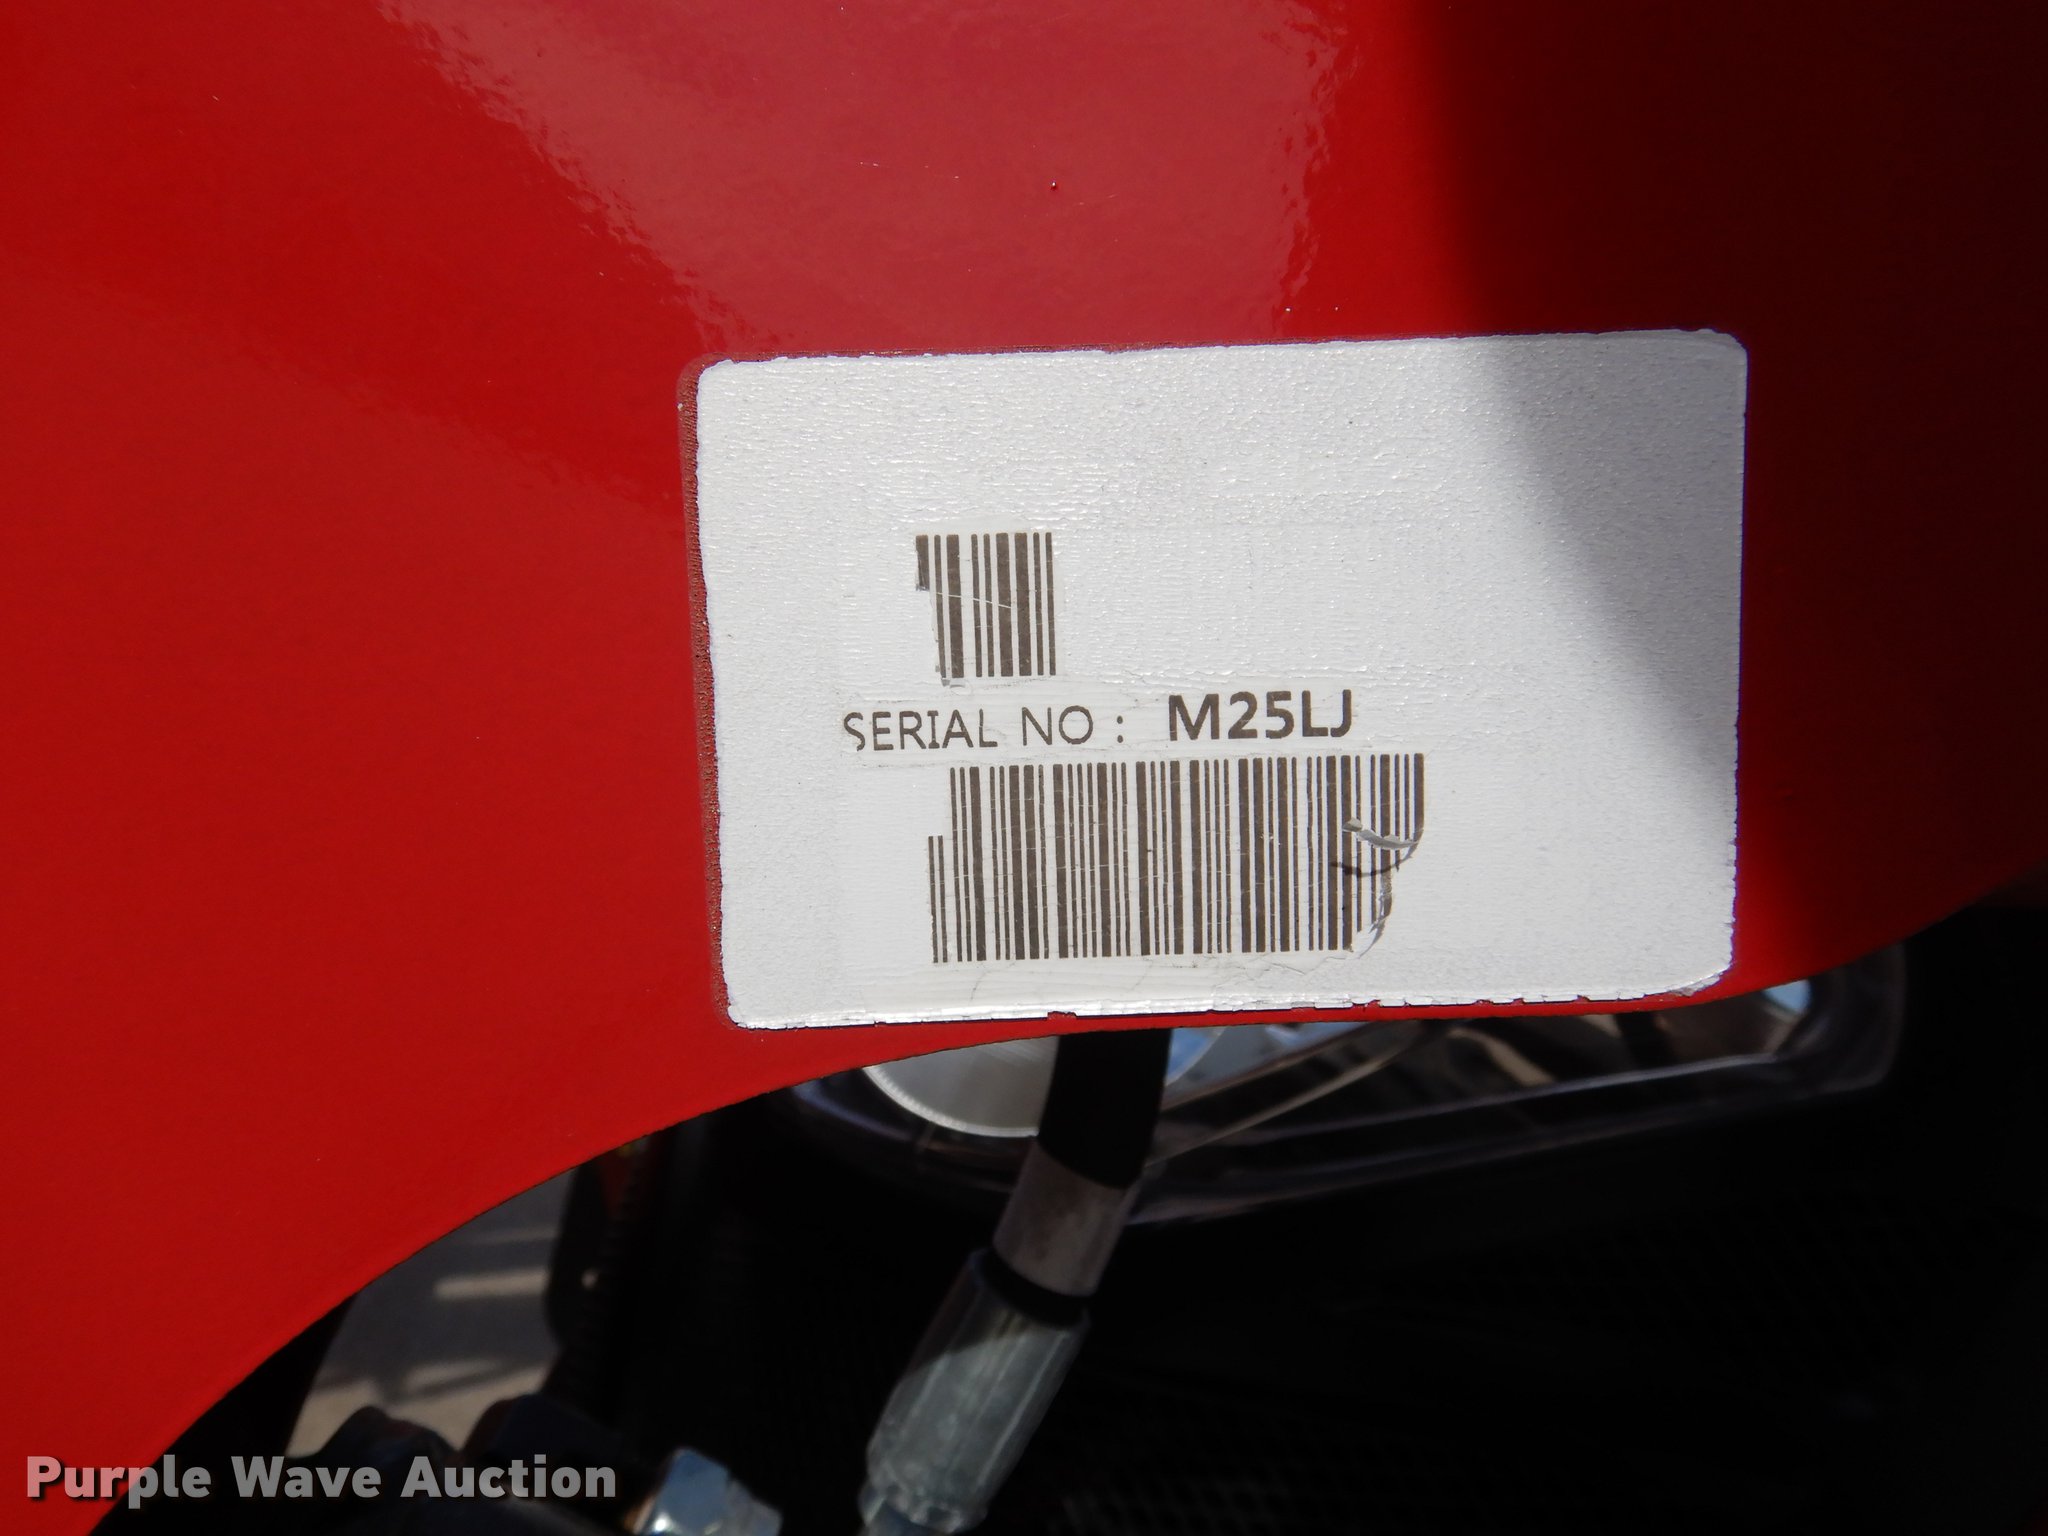 SERIAL NO : M25LJ
Purple Wave Auction